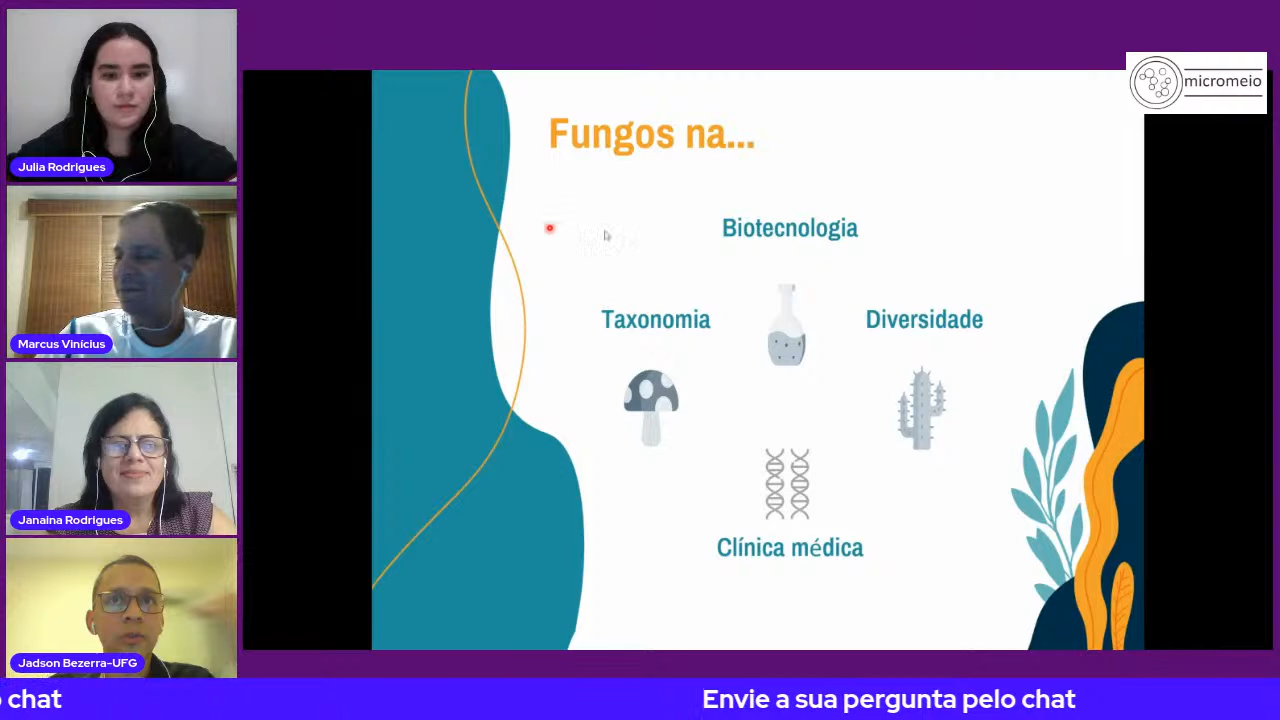 micromeio
Fungos na...
Biotecnologia
Taxonomia
Diversidade
Clínica médica
Julia Rodrigues
Marcus Vinícius
Janaina Rodrigues
Jadson Bezerra-UFG
chat
Envie a sua pergunta pelo chat